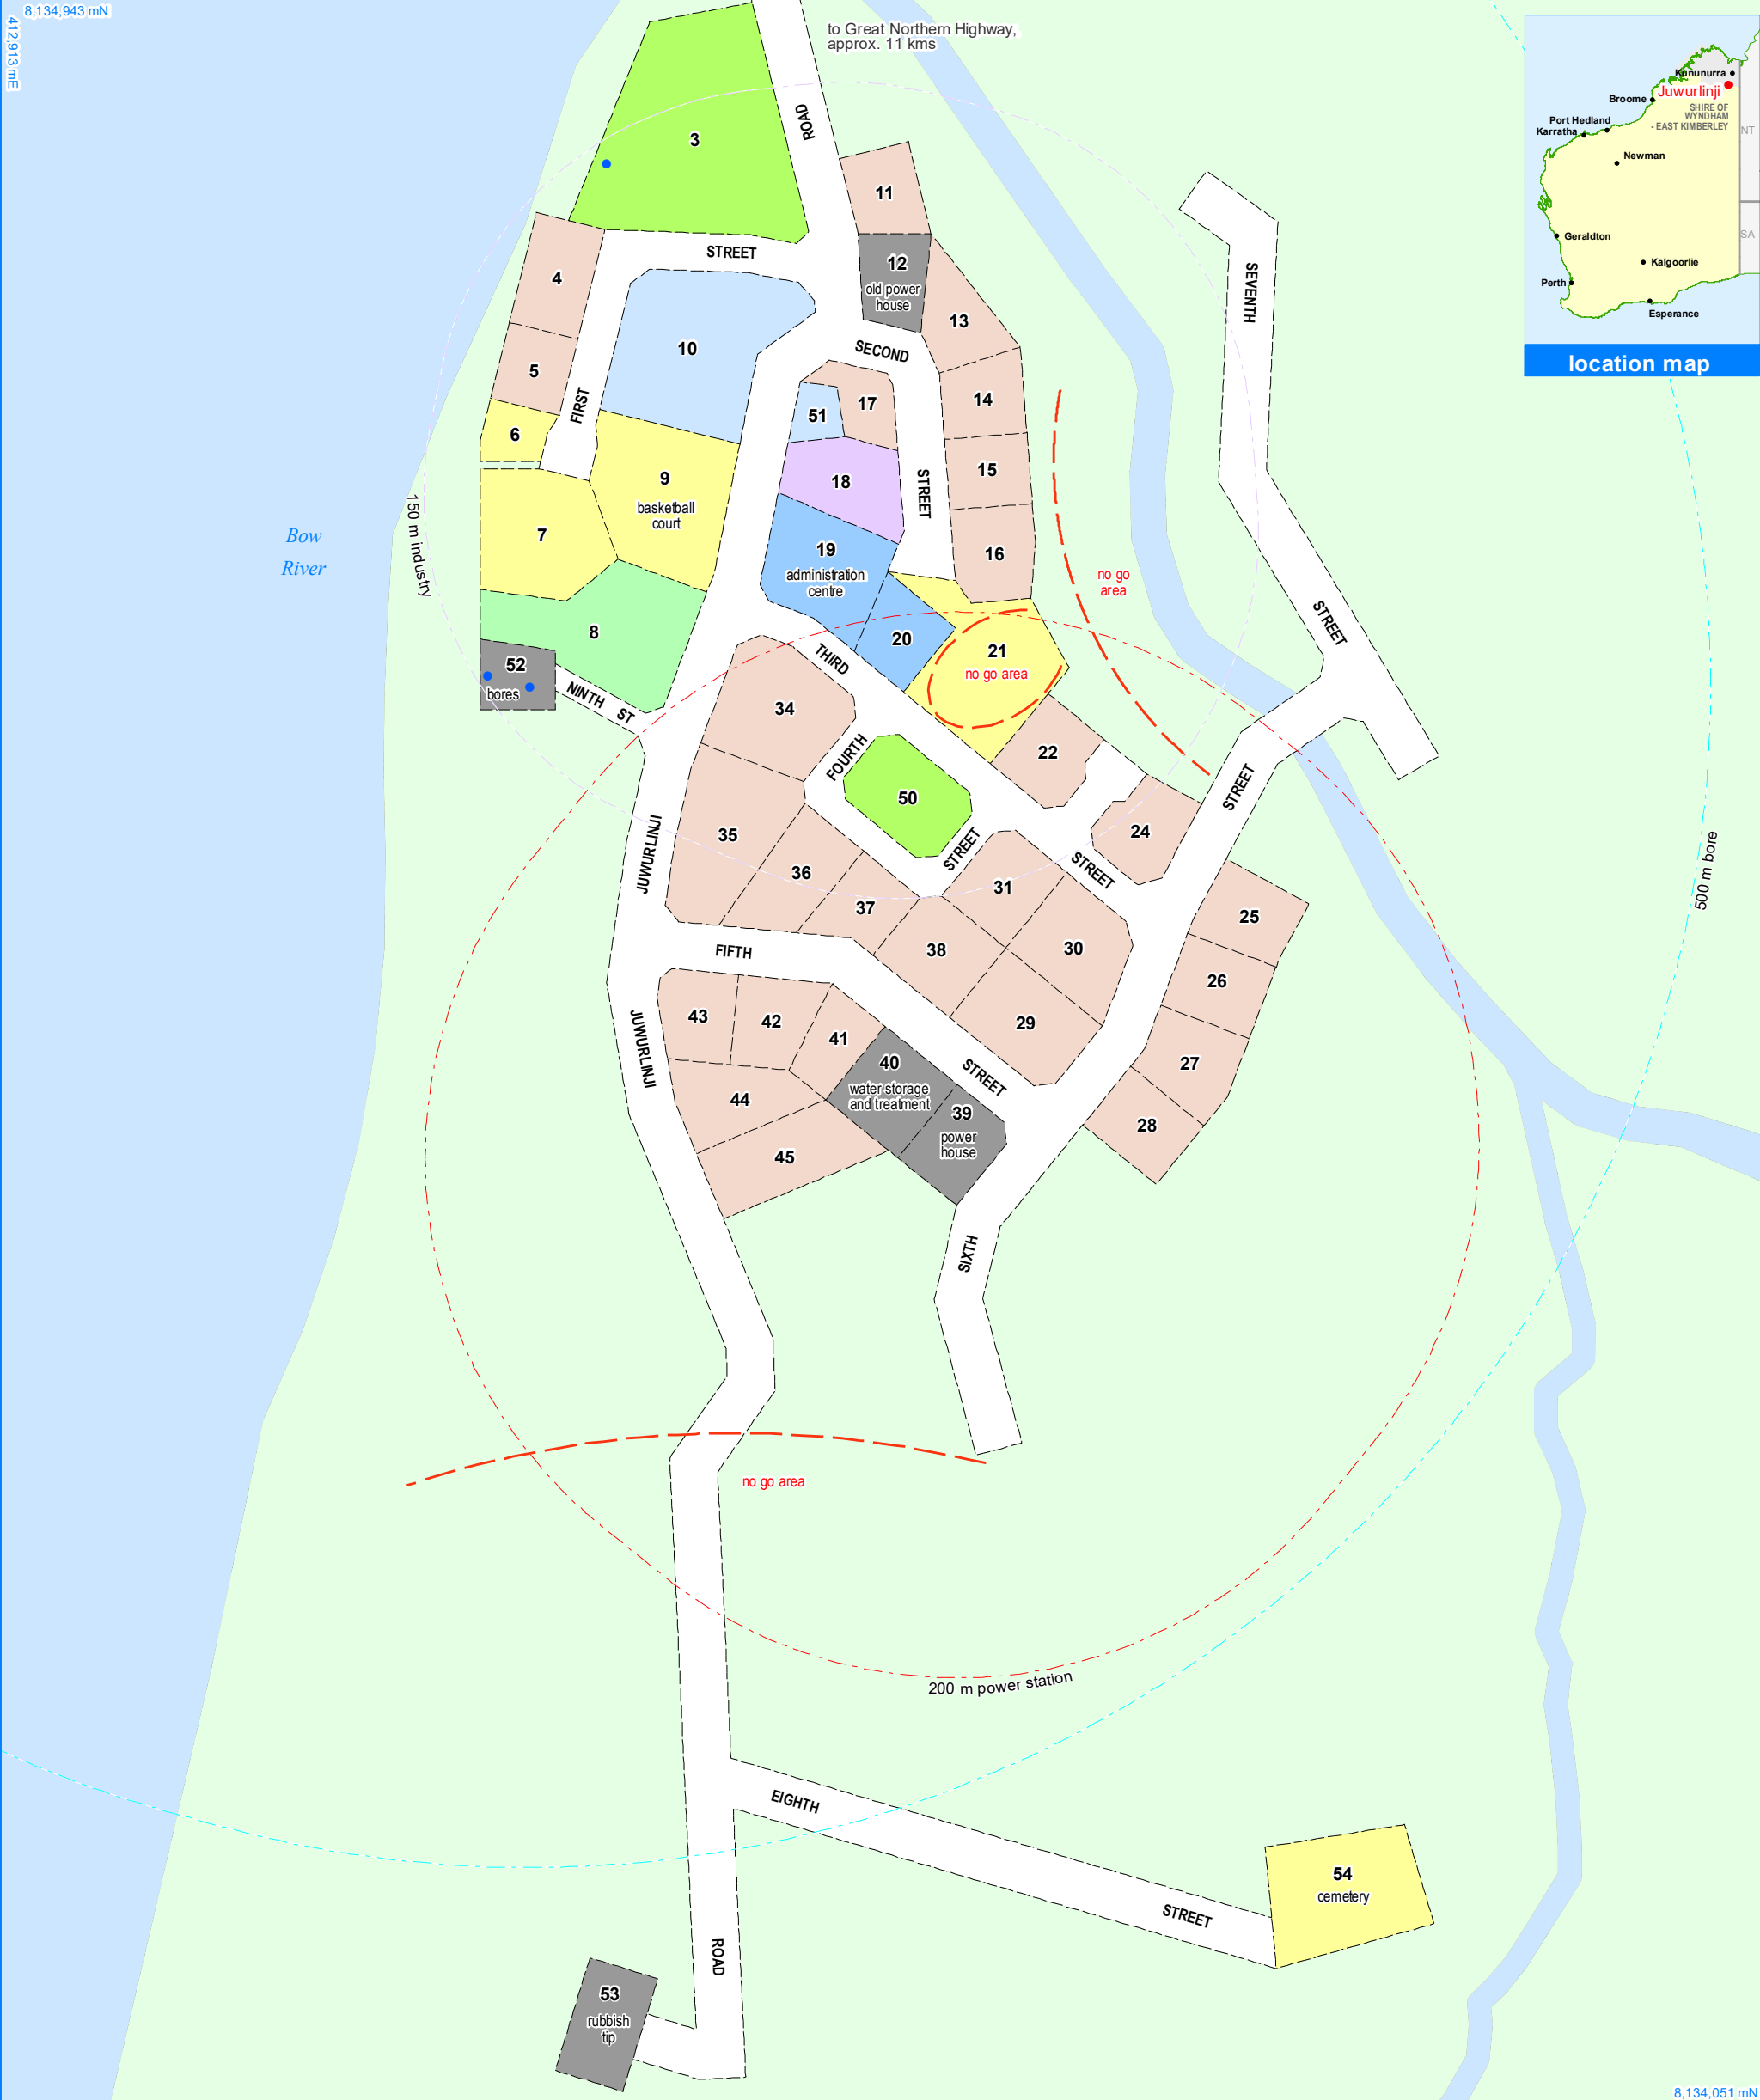 8,134,943 mN
412,913 mE
to Great Northern Highway,
approx. 11 kms
ROAD
3
11
STREET
12
old power
house
4
13
10
SECOND
5
14
17
51
FIRST
6
15
9
basketball
court
18
STREET
7
16
19
administration
centre
150 m industry
Bow
River
no go
area
8
20
21
no go area
THIRD
52
bores
NINTH ST
34
22
FOURTH
50
24
35
STREET
STREET
36
31
JUWURLINJI
37
38
30
25
FIFTH
26
43
42
41
29
27
JUWURLINJI
40
water storage
and treatment
STREET
39
power
house
44
28
45
SIXTH
SEVENTH
STREET
STREET
500 m bore
no go area
200 m power station
EIGHTH
STREET
54
cemetery
ROAD
53
rubbish
tip
Kununurra
Juwurlinji
Broome
SHIRE OF
WYNDHAM
- EAST KIMBERLEY
Port Hedland
Karratha
NT
Newman
Geraldton
SA
Kalgoorlie
Perth
Esperance
location map
8,134,051 mN